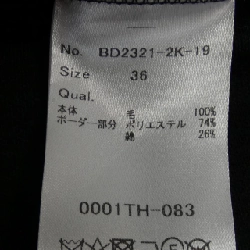 No. BD2321-2K-19
Size 36
Qual.
本体 毛 100%
ボーダー部分 ポリエステル 74%
綿 26%
0001TH-083